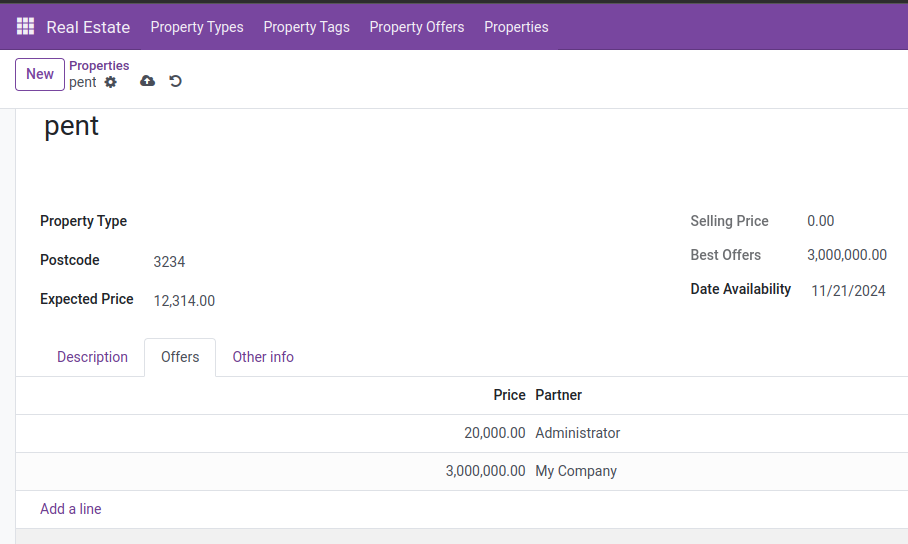 Real Estate Property Types Property Tags Property Offers Properties
New Properties
pent
pent
Property Type Selling Price 0.00
Postcode 3234 Best Offers 3,000,000.00
Expected Price 12,314.00 Date Availability 11/21/2024
Description Offers Other info
Price Partner
20,000.00 Administrator
3,000,000.00 My Company
Add a line